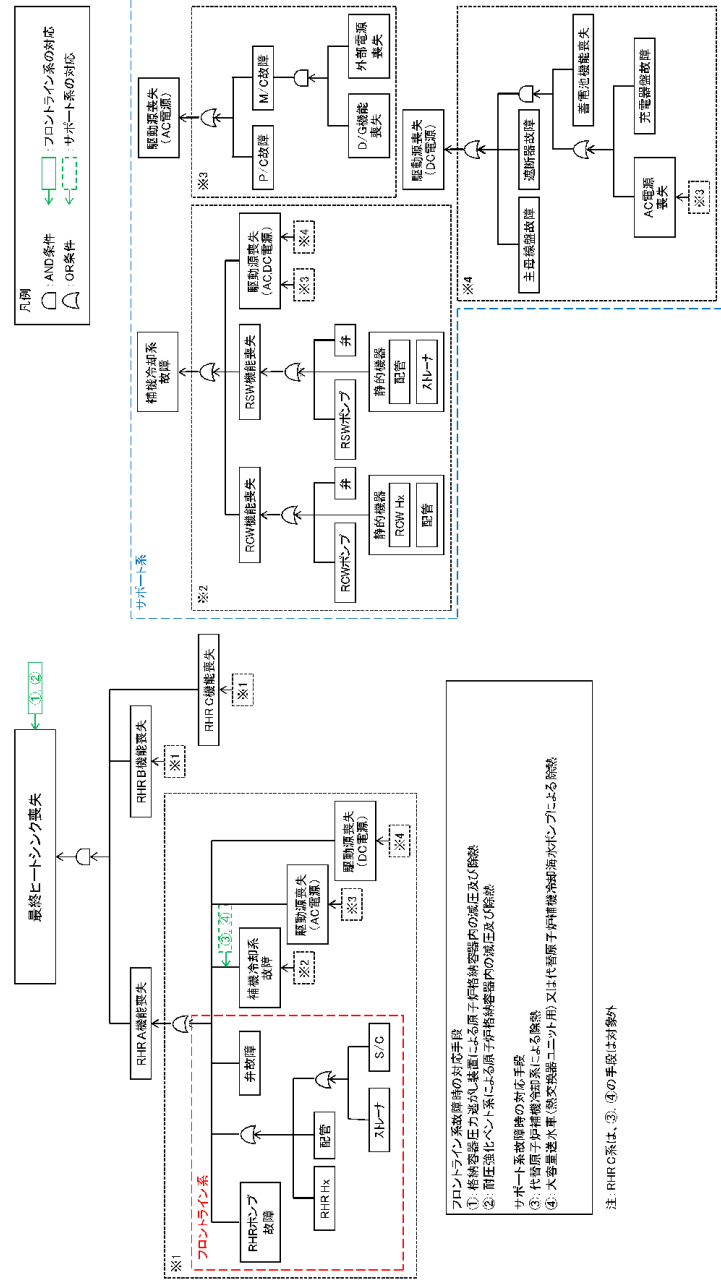 最終ヒートシンク喪失
①, ②
RHR A機能喪失
RHR B機能喪失
※1
RHR C機能喪失
※1
※1
フロントライン系
RHRポンプ
故障
弁故障
RHR Hx
配管
ストレーナ
S/C
③, ④
補機冷却系
故障
※2
駆動源喪失
(AC電源)
※3
駆動源喪失
(DC電源)
※4
フロントライン系故障時の対応手段
①: 格納容器圧力逃がし装置による原子炉格納容器内の減圧及び除熱
②: 耐圧強化ベント系による原子炉格納容器内の減圧及び除熱
サポート系故障時の対応手段
③: 代替原子炉補機冷却系による除熱
④: 大容量送水車(熱交換器ユニット用)又は代替原子炉補機冷却海水ポンプによる除熱
注: RHR C系は、③, ④の手段は対象外
凡例
:AND条件
:OR条件
:フロントライン系の対応
:サポート系の対応
サポート系
補機冷却系
故障
※2
RCW機能喪失
RCWポンプ
弁
静的機器
RCW Hx
配管
RSW機能喪失
RSWポンプ
弁
静的機器
配管
ストレーナ
駆動源喪失
(AC,DC電源)
※3
※4
駆動源喪失
(AC電源)
※3
P/C故障
M/C故障
D/G機能
喪失
外部電源
喪失
駆動源喪失
(DC電源)
※4
主母線盤故障
遮断器故障
蓄電池機能喪失
AC電源
喪失
※3
充電器盤故障